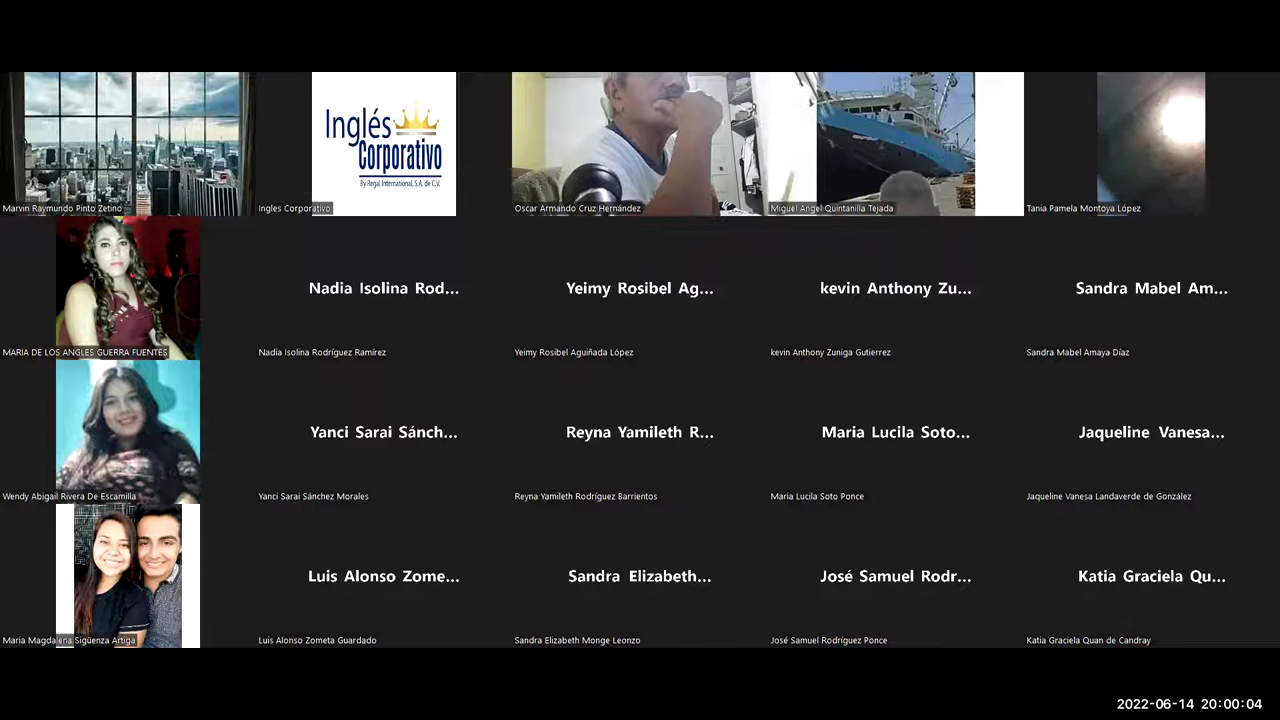 Inglés
Corporativo
By Regal International, S.A. de C.V.
Marvin Raymundo Pinto Zetino
Ingles Corporativo
Oscar Armando Cruz Hernández
Miguel Angel Quintanilla Tejada
Tania Pamela Montoya López
Nadia Isolina Rod...
Yeimy Rosibel Ag...
kevin Anthony Zu...
Sandra Mabel Am...
MARIA DE LOS ANGLES GUERRA FUENTES
Nadia Isolina Rodríguez Ramírez
Yeimy Rosibel Aguiñada López
kevin Anthony Zuniga Gutierrez
Sandra Mabel Amaya Díaz
Yanci Sarai Sánch...
Reyna Yamileth R...
Maria Lucila Soto...
Jaqueline Vanesa...
Wendy Abigail Rivera De Escamilla
Yanci Sarai Sánchez Morales
Reyna Yamileth Rodríguez Barrientos
Maria Lucila Soto Ponce
Jaqueline Vanesa Landaverde de González
Luis Alonso Zome...
Sandra Elizabeth...
José Samuel Rodr...
Katia Graciela Qu...
Maria Magdalena Sigüenza Artiga
Luis Alonso Zometa Guardado
Sandra Elizabeth Monge Leonzo
José Samuel Rodríguez Ponce
Katia Graciela Quan de Candray
2022-06-14 20:00:04